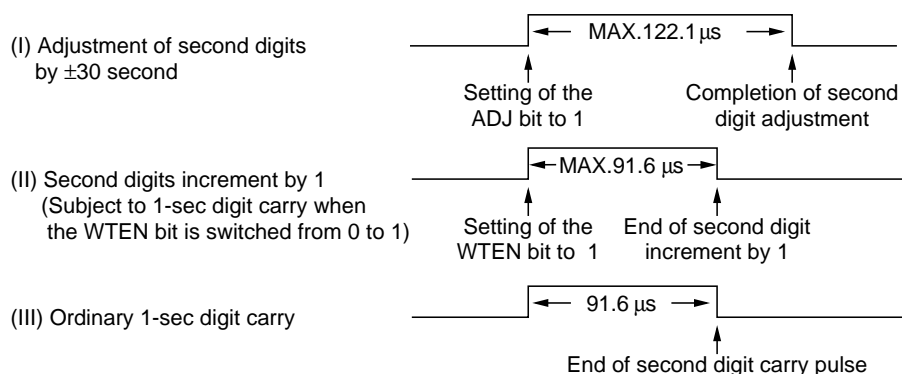 (I) Adjustment of second digits
by ±30 second
MAX.122.1 μs
Setting of the
ADJ bit to 1
Completion of second
digit adjustment
(II) Second digits increment by 1
(Subject to 1-sec digit carry when
the WTEN bit is switched from 0 to 1)
MAX.91.6 μs
Setting of the
WTEN bit to 1
End of second digit
increment by 1
(III) Ordinary 1-sec digit carry
91.6 μs
End of second digit carry pulse